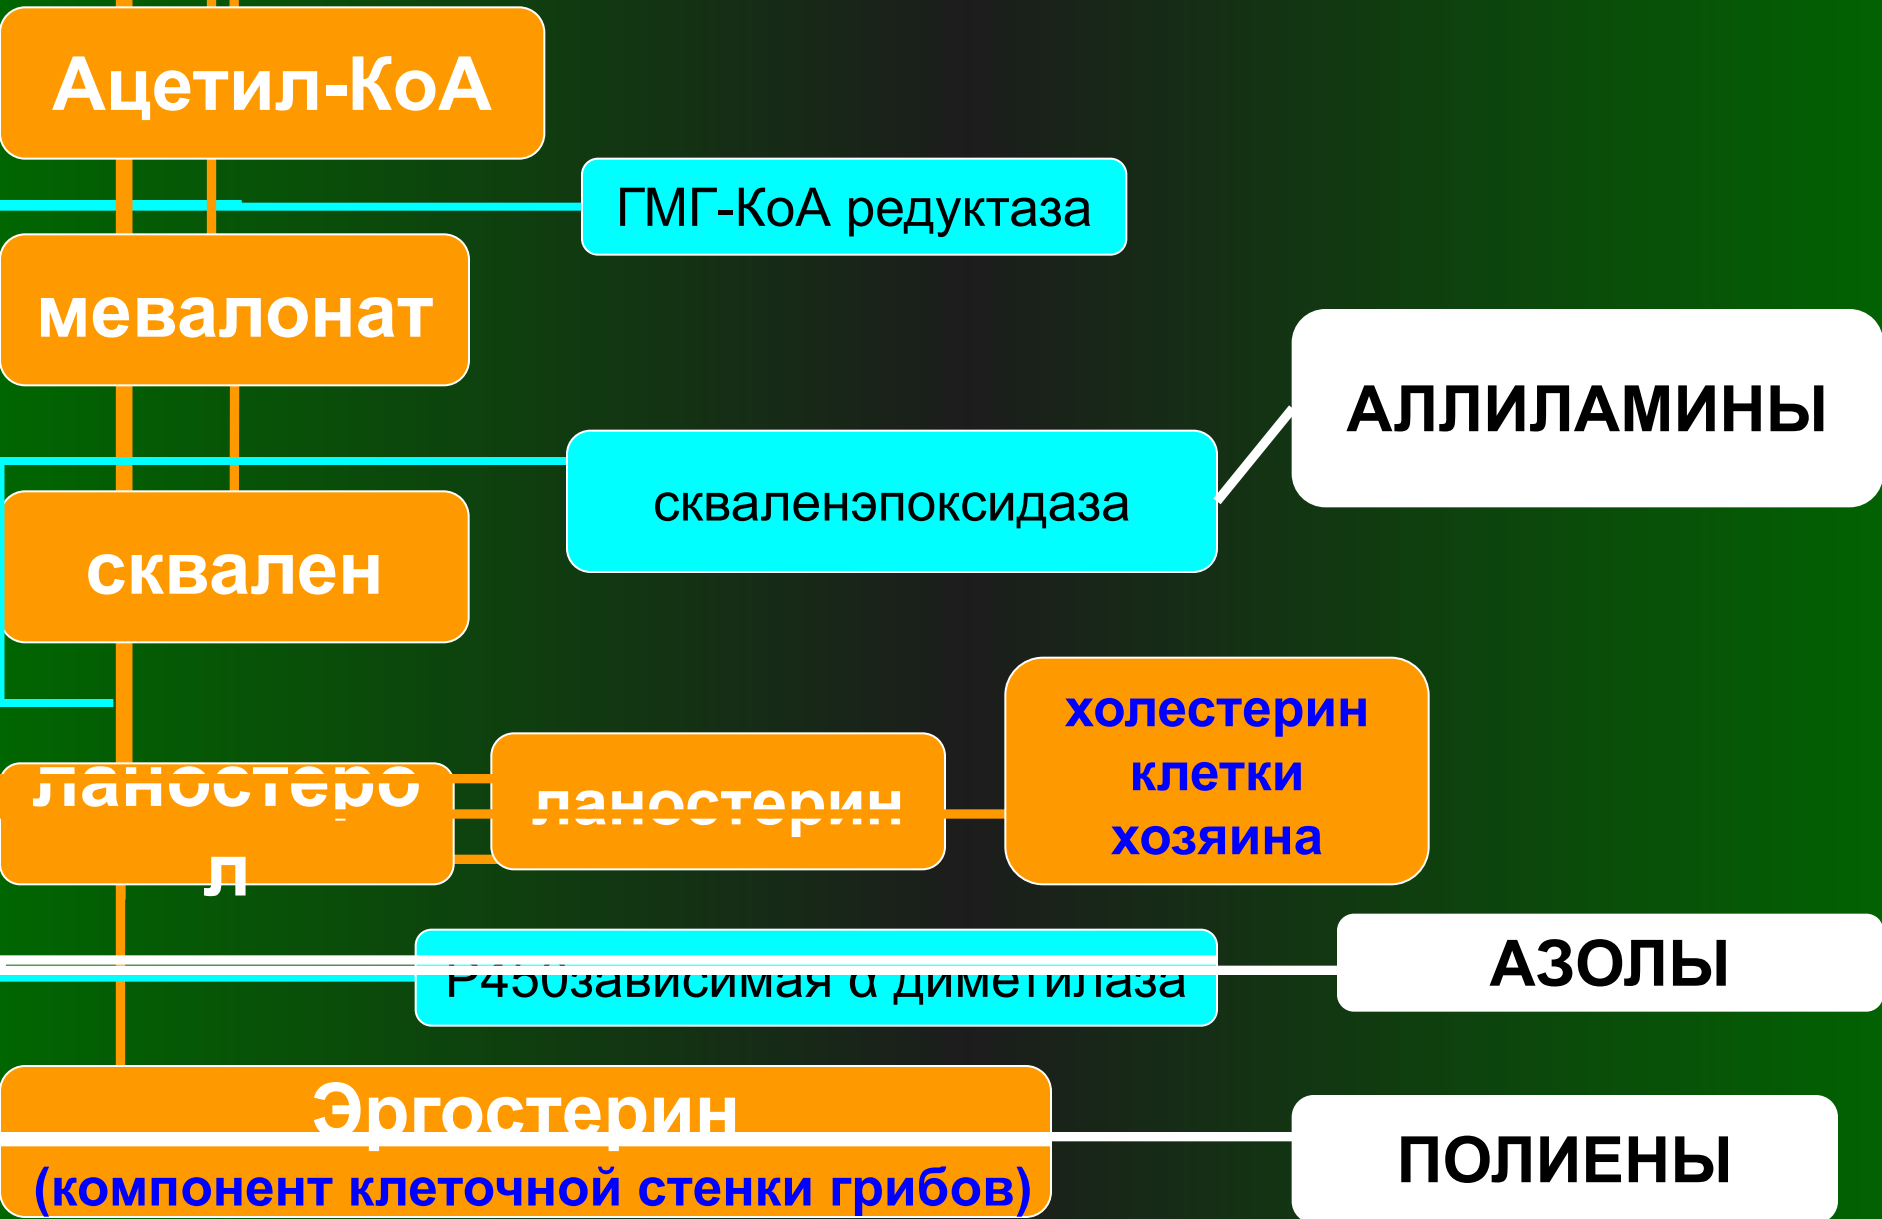 Ацетил-КоА
ГМГ-КоА редуктаза
мевалонат
АЛЛИЛАМИНЫ
скваленэпоксидаза
сквален
холестерин
клетки
хозяина
ланостеро
л
ланостерин
Р450зависимая α диметилаза
АЗОЛЫ
Эргостерин
(компонент клеточной стенки грибов)
ПОЛИЕНЫ